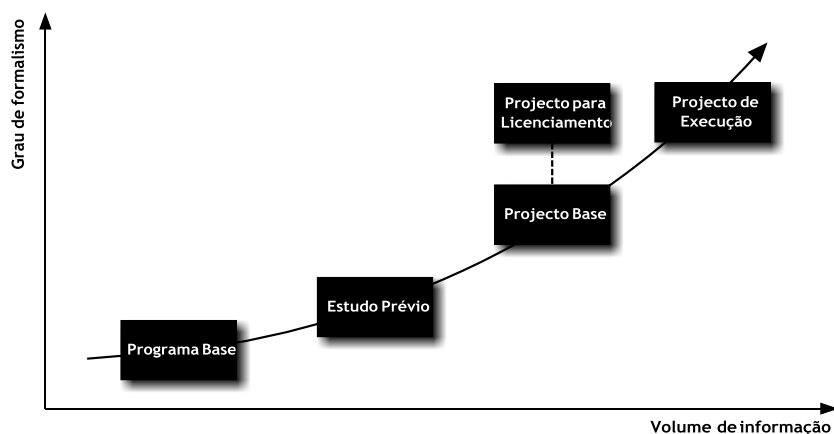 Grau de formalismo
Projecto para
Licenciamento
Projecto de
Execução
Projecto Base
Estudo Prévio
Programa Base
Volume de informação